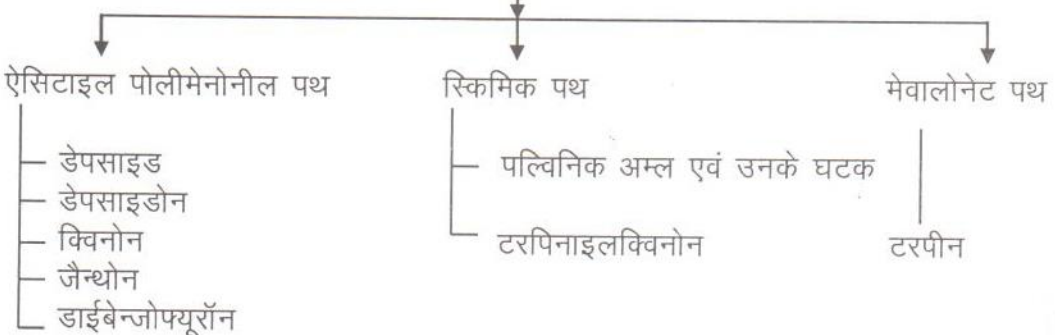 ऐसिटाइल पोलीमेनोनील पथ
डेपसाइड
डेपसाइडोन
क्विनोन
जैन्थोन
डाईबेन्जोफ्यूरॉन
स्किमिक पथ
पल्विनिक अम्ल एवं उनके घटक
टरपिनाइलक्विनोन
मेवालोनेट पथ
टरपीन